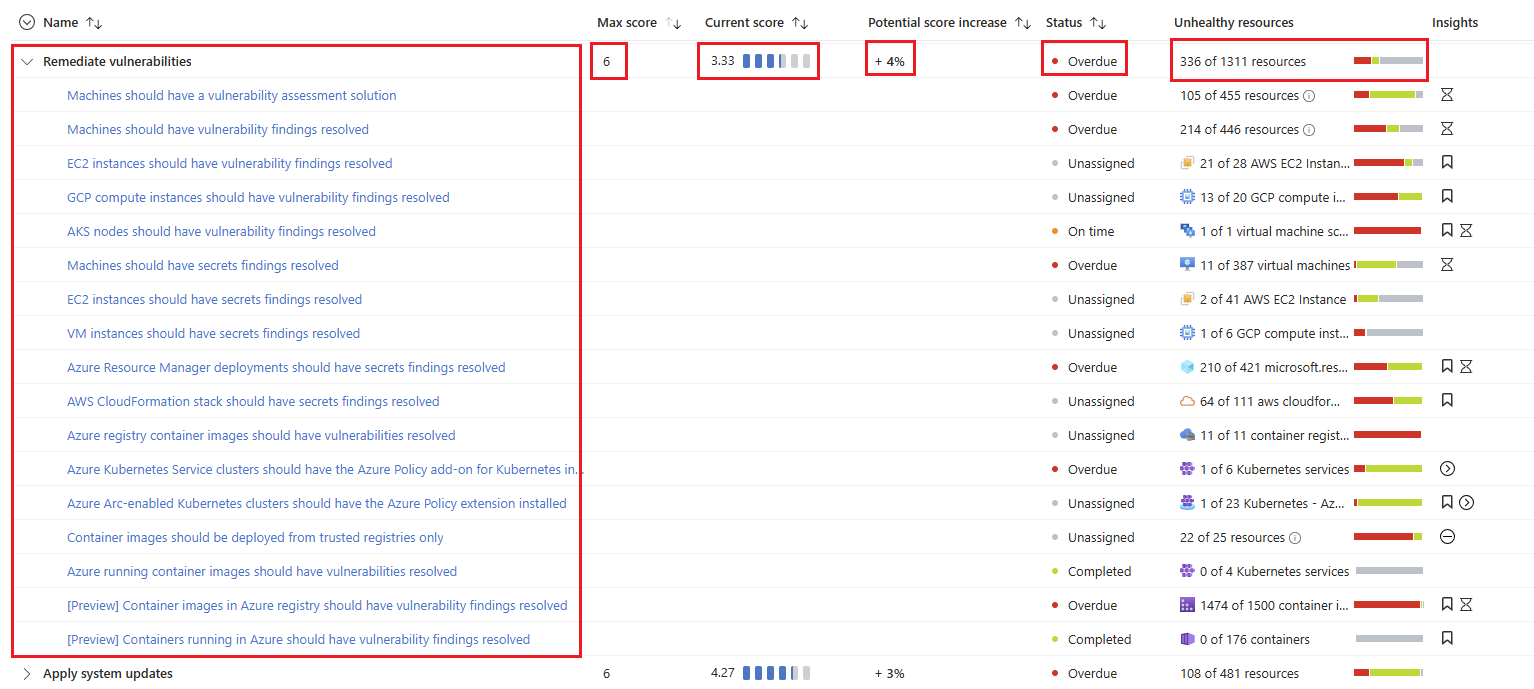 Name Max score Current score Potential score increase Status Unhealthy resources Insights
Remediate vulnerabilities 6 3.33 + 4% Overdue 336 of 1311 resources
Machines should have a vulnerability assessment solution Overdue 105 of 455 resources
Machines should have vulnerability findings resolved Overdue 214 of 446 resources
EC2 instances should have vulnerability findings resolved Unassigned 21 of 28 AWS EC2 Instan...
GCP compute instances should have vulnerability findings resolved Unassigned 13 of 20 GCP compute i...
AKS nodes should have vulnerability findings resolved On time 1 of 1 virtual machine sc...
Machines should have secrets findings resolved Overdue 11 of 387 virtual machines
EC2 instances should have secrets findings resolved Unassigned 2 of 41 AWS EC2 Instance
VM instances should have secrets findings resolved Unassigned 1 of 6 GCP compute inst...
Azure Resource Manager deployments should have secrets findings resolved Overdue 210 of 421 microsoft.res...
AWS CloudFormation stack should have secrets findings resolved Unassigned 64 of 111 aws cloudfor...
Azure registry container images should have vulnerabilities resolved Unassigned 11 of 11 container regist...
Azure Kubernetes Service clusters should have the Azure Policy add-on for Kubernetes in... Overdue 1 of 6 Kubernetes services
Azure Arc-enabled Kubernetes clusters should have the Azure Policy extension installed Unassigned 1 of 23 Kubernetes - Az...
Container images should be deployed from trusted registries only Unassigned 22 of 25 resources
Azure running container images should have vulnerabilities resolved Completed 0 of 4 Kubernetes services
[Preview] Container images in Azure registry should have vulnerability findings resolved Overdue 1474 of 1500 container i...
[Preview] Containers running in Azure should have vulnerability findings resolved Completed 0 of 176 containers
Apply system updates 6 4.27 + 3% Overdue 108 of 481 resources